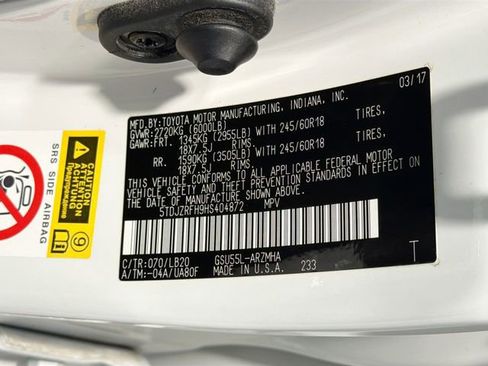 03/17
MFD.BY:TOYOTA MOTOR MANUFACTURING, INDIANA, INC.
GVWR:2720KG (6000LB)
GAWR:FRT. 1345KG (2955LB) WITH 245/60R18 TIRES,
18X7.5J RIMS.
RR. 1590KG (3505LB) WITH 245/60R18 TIRES,
18X7.5J RIMS.
THIS VEHICLE CONFORMS TO ALL APPLICABLE FEDERAL MOTOR
VEHICLE SAFETY AND THEFT PREVENTION STANDARDS IN EFFECT ON
THE DATE OF MANUFACTURE SHOWN ABOVE.
5TDJZRFH9HS404872 MPV
C/TR:070/LB20 GSU55L-ARZMHA
A/TM:-04A/UA80F MADE IN U.S.A. 233
T
SRS SIDE AIRBAG
CAUTION
ATTENTION
ACHTUNG
9